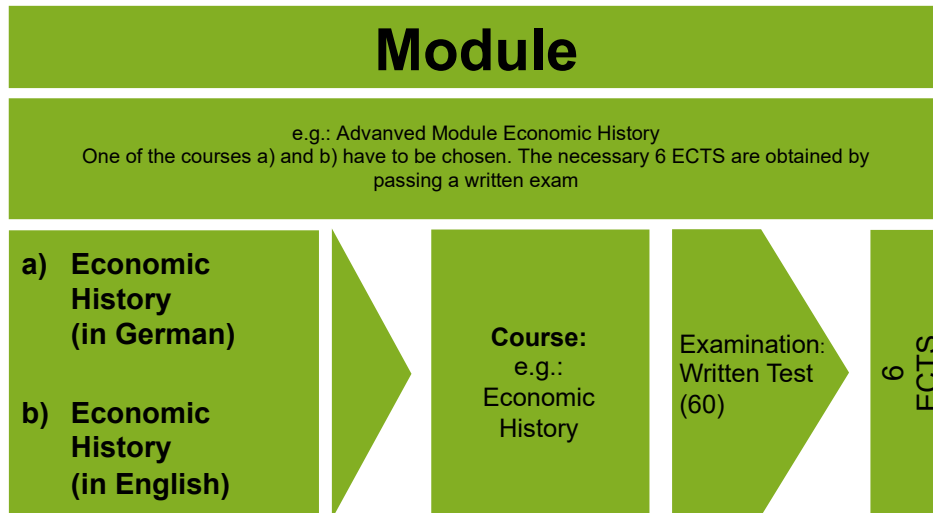 Module
e.g.: Advanved Module Economic History
One of the courses a) and b) have to be chosen. The necessary 6 ECTS are obtained by
passing a written exam
a) Economic
History
(in German)
b) Economic
History
(in English)
Course:
e.g.:
Economic
History
Examination:
Written Test
(60)
6
ECTS